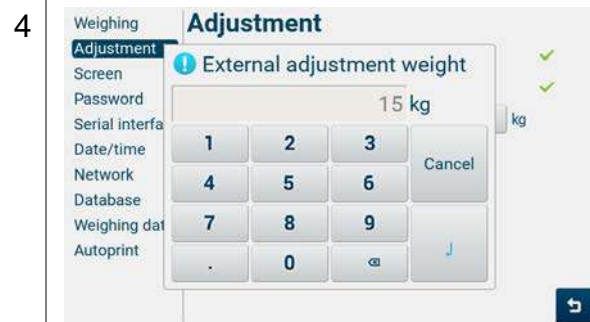 4
Weighing
Adjustment
Adjustment
Screen
Password
Serial interfa
Date/time
Network
Database
Weighing dat
Autoprint
External adjustment weight
15 kg
kg
1 2 3 Cancel
4 5 6
7 8 9
. 0